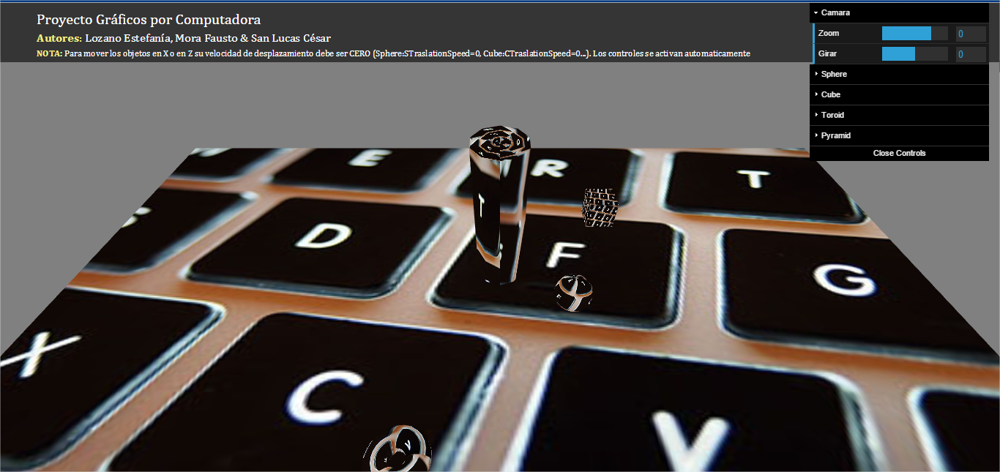 Proyecto Gráficos por Computadora
Autores: Lozano Estefanía, Mora Fausto & San Lucas César
NOTA: Para mover los objetos en X o en Z su velocidad de desplazamiento debe ser CERO (Sphere:STraslationSpeed=0, Cube:CTraslationSpeed=0...). Los controles se activan automaticamente
Camara
Zoom 0
Girar 0
Sphere
Cube
Toroid
Pyramid
Close Controls
E R T
D F G
X C V